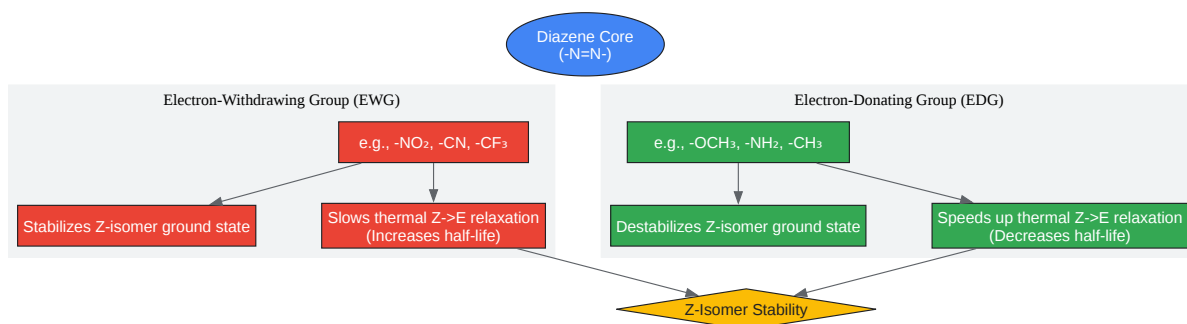 Diazene Core
(-N=N-)
Electron-Withdrawing Group (EWG)
e.g., -NO₂, -CN, -CF₃
Stabilizes Z-isomer ground state
Slows thermal Z->E relaxation
(Increases half-life)
Electron-Donating Group (EDG)
e.g., -OCH₃, -NH₂, -CH₃
Destabilizes Z-isomer ground state
Speeds up thermal Z->E relaxation
(Decreases half-life)
Z-Isomer Stability